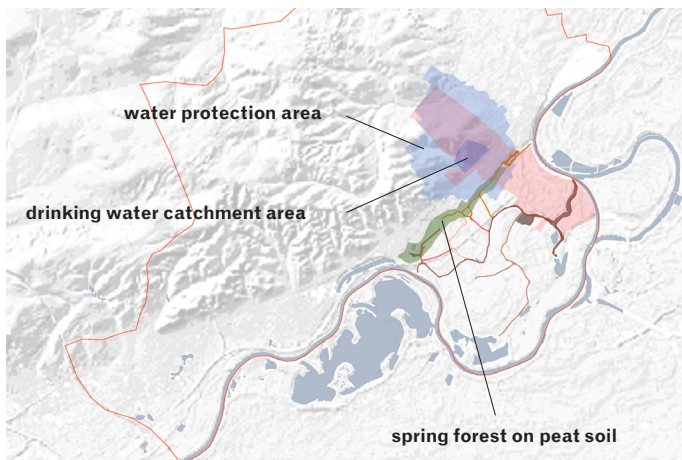 water protection area
drinking water catchment area
spring forest on peat soil